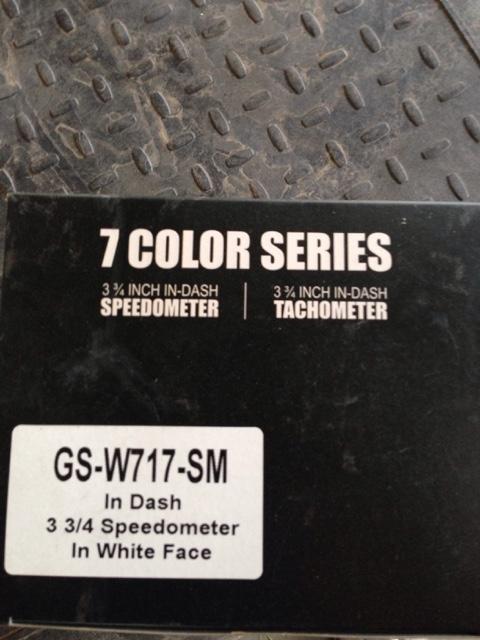 7 COLOR SERIES
3 ¾ INCH IN-DASH
SPEEDOMETER
3 ¾ INCH IN-DASH
TACHOMETER
GS-W717-SM
In Dash
3 3/4 Speedometer
In White Face